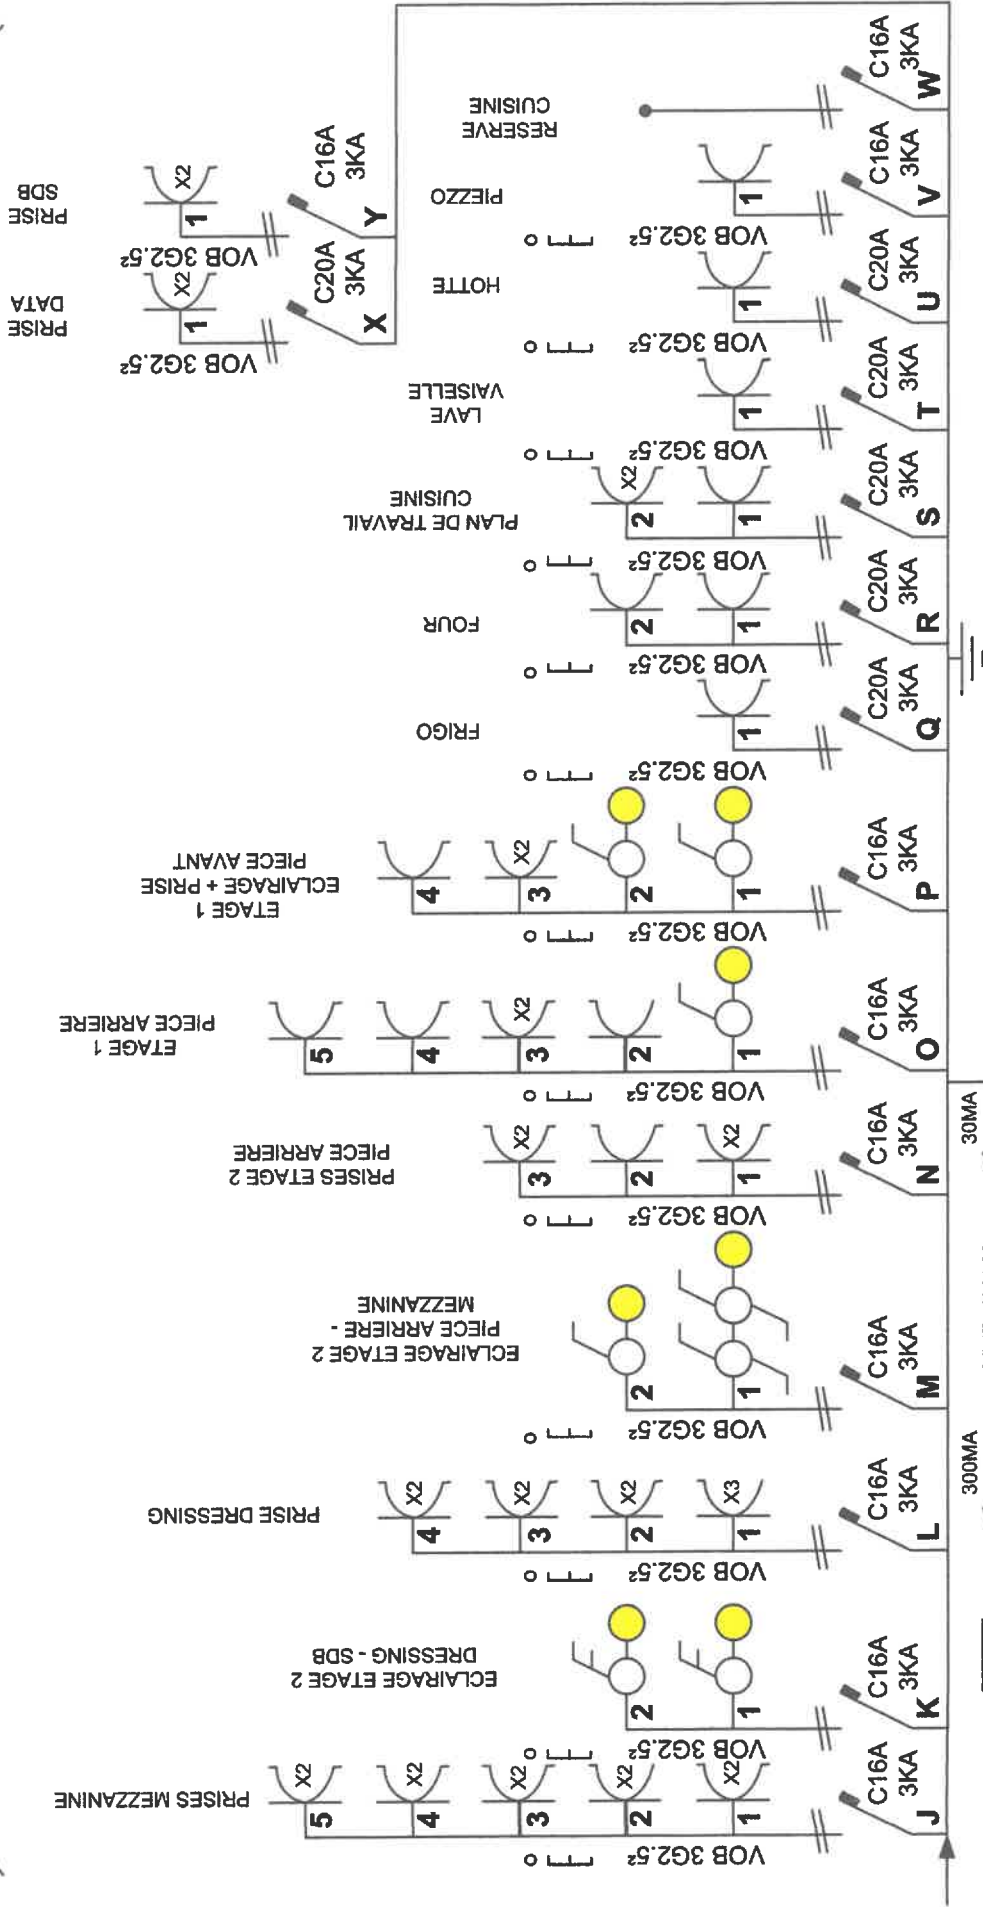 PRISES MEZZANINE
VOB 3G2.5²
5 X2
4 X2
3 X2
2 X2
1 X2
C16A
3KA
J
ECLAIRAGE ETAGE 2
DRESSING - SDB
VOB 3G2.5²
2
1
C16A
3KA
K
PRISE DRESSING
VOB 3G2.5²
4 X2
3 X2
2 X2
1 X3
C16A
3KA
L
ECLAIRAGE ETAGE 2
PIECE ARRIERE -
MEZZANINE
VOB 3G2.5²
2
1
C16A
3KA
M
PRISES ETAGE 2
PIECE ARRIERE
VOB 3G2.5²
3 X2
2
1 X2
C16A
3KA
N
ETAGE 1
PIECE ARRIERE
VOB 3G2.5²
5
4
3 X2
2
1
C16A
3KA
O
ETAGE 1
ECLAIRAGE + PRISE
PIECE AVANT
VOB 3G2.5²
4
3 X2
2
1
C16A
3KA
P
FRIGO
VOB 3G2.5²
1
C20A
3KA
Q
FOUR
VOB 3G2.5²
2
1
C20A
3KA
R
PLAN DE TRAVAIL
CUISINE
VOB 3G2.5²
2 X2
1
C20A
3KA
S
LAVE
VAISELLE
VOB 3G2.5²
1
C20A
3KA
T
HOTTE
VOB 3G2.5²
1
C20A
3KA
U
PIEZZO
VOB 3G2.5²
1
C16A
3KA
V
RESERVE
CUISINE
C16A
3KA
W
PRISE
DATA
VOB 3G2.5²
1 X2
C20A
3KA
X
PRISE
SDB
VOB 3G2.5²
1 X2
C16A
3KA
Y
300MA
30MA